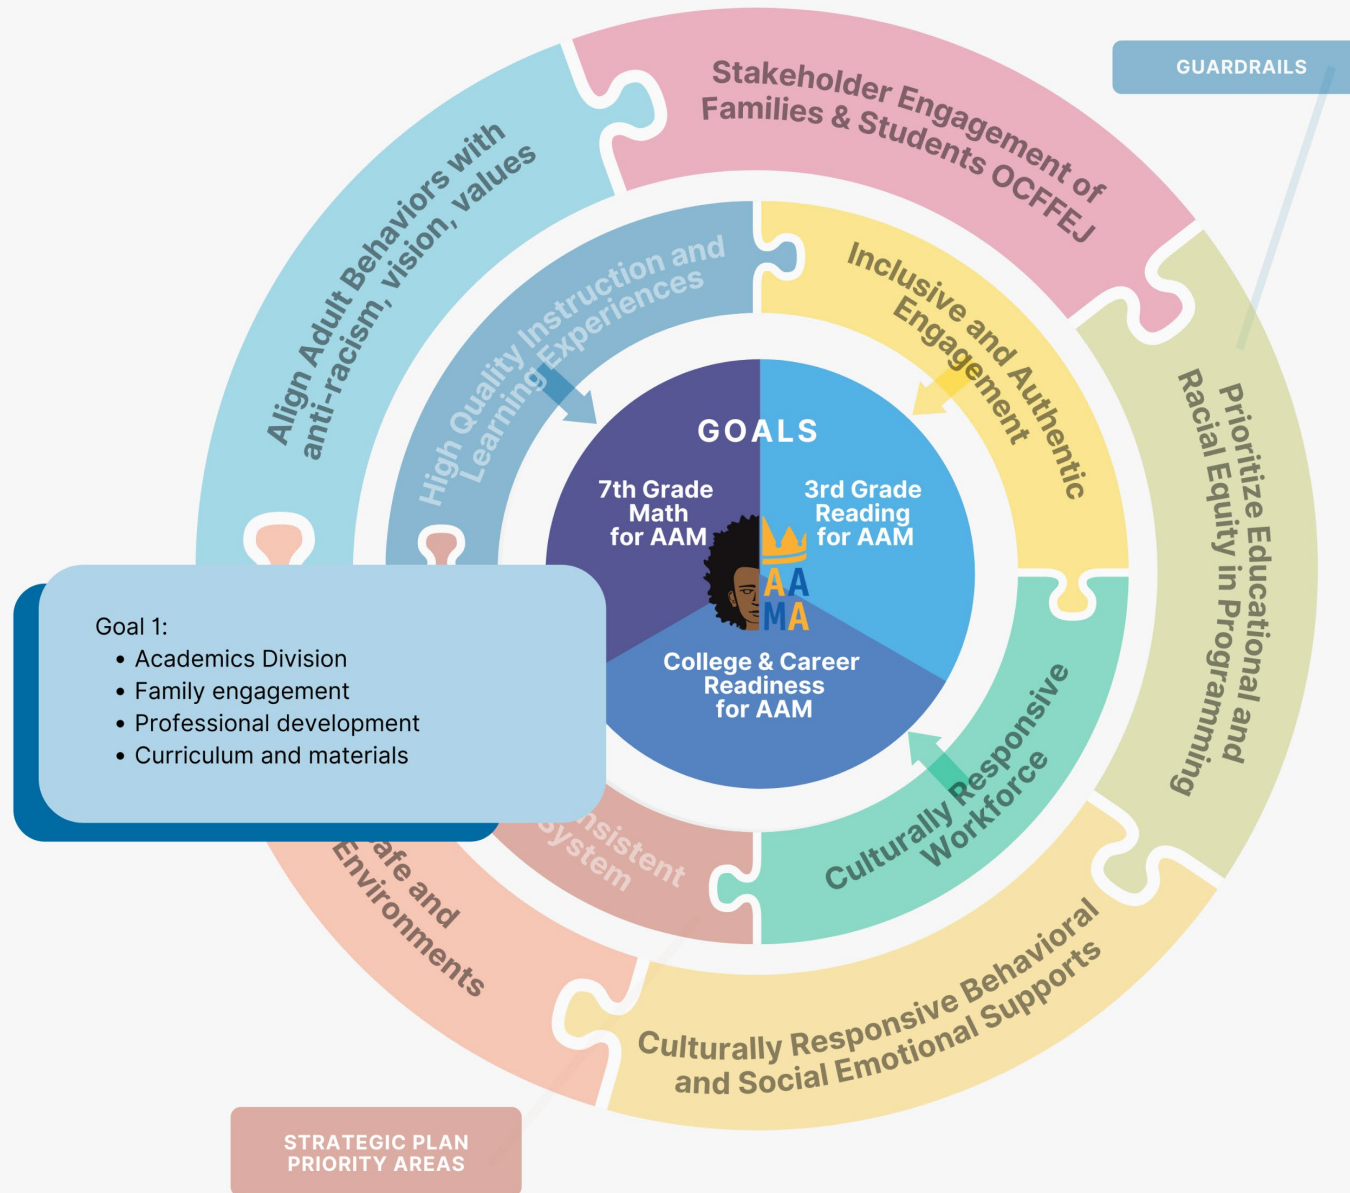 GUARDRAILS
Stakeholder Engagement of
Families & Students OCFFEJ
Align Adult Behaviors with
anti-racism, vision, values
High Quality Instruction and
Learning Experiences
Inclusive and Authentic
Engagement
Prioritize Educational and
Racial Equity in Programming
GOALS
7th Grade
Math
for AAM
3rd Grade
Reading
for AAM
AA
MA
College & Career
Readiness
for AAM
Goal 1:
• Academics Division
• Family engagement
• Professional development
• Curriculum and materials
Culturally Responsive
Workforce
System
and
Environments
Culturally Responsive Behavioral
and Social Emotional Supports
STRATEGIC PLAN
PRIORITY AREAS